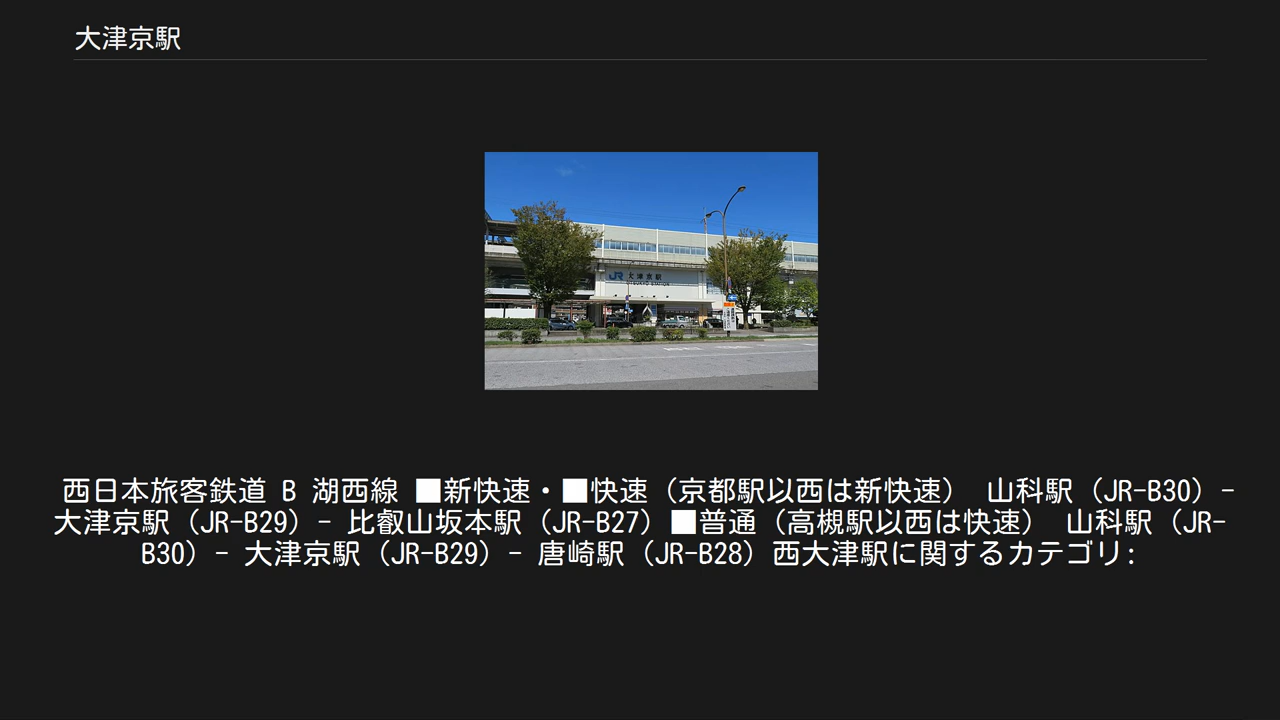 大津京駅
JR 大津京駅
西日本旅客鉄道 B 湖西線 ■新快速・■快速（京都駅以西は新快速） 山科駅（JR-B30）-
大津京駅（JR-B29）- 比叡山坂本駅（JR-B27）■普通（高槻駅以西は快速） 山科駅（JR-
B30）- 大津京駅（JR-B29）- 唐崎駅（JR-B28）西大津駅に関するカテゴリ: